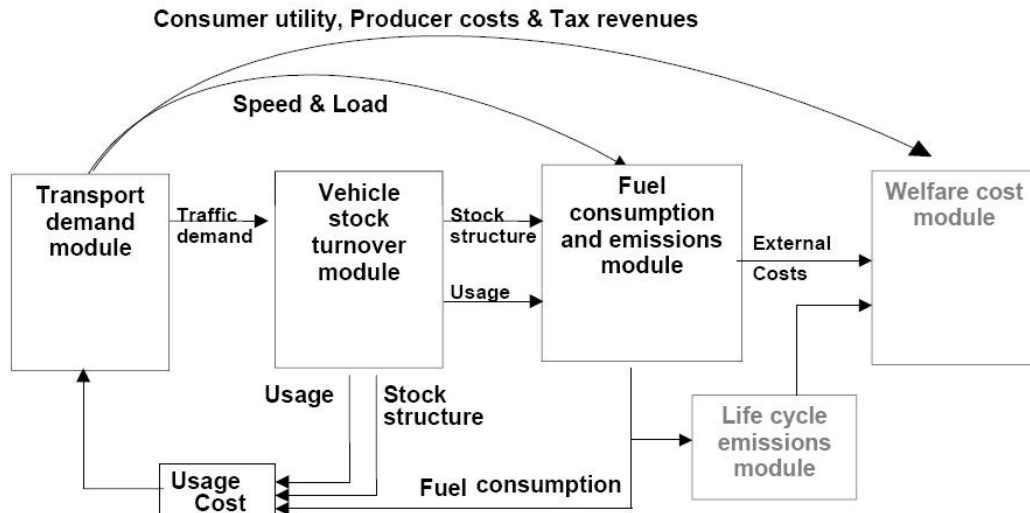 Consumer utility, Producer costs & Tax revenues
Speed & Load
Transport
demand
module
Traffic
demand
Vehicle
stock
turnover
module
Stock
structure
Usage
Fuel
consumption
and emissions
module
External
Costs
Welfare cost
module
Usage
Stock
structure
Life cycle
emissions
module
Usage
Cost
Fuel consumption